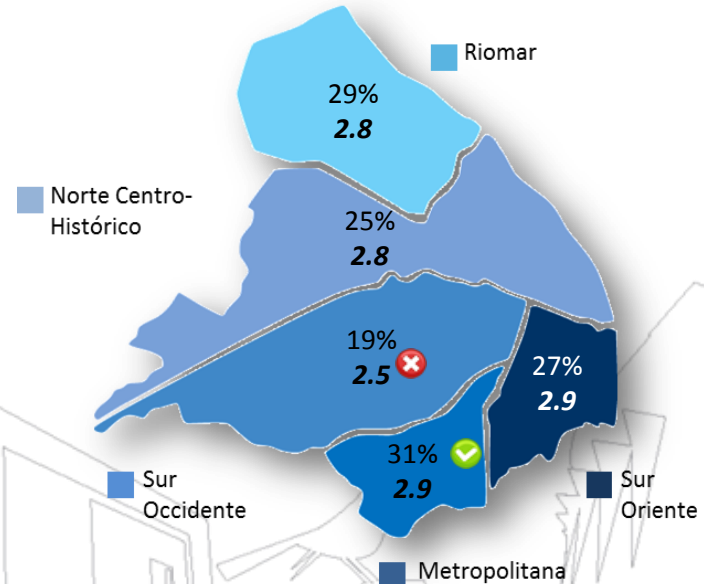 Riomar
29%
2.8
Norte Centro-
Histórico
25%
2.8
19%
2.5
27%
2.9
31%
2.9
Sur
Occidente
Sur
Oriente
Metropolitana